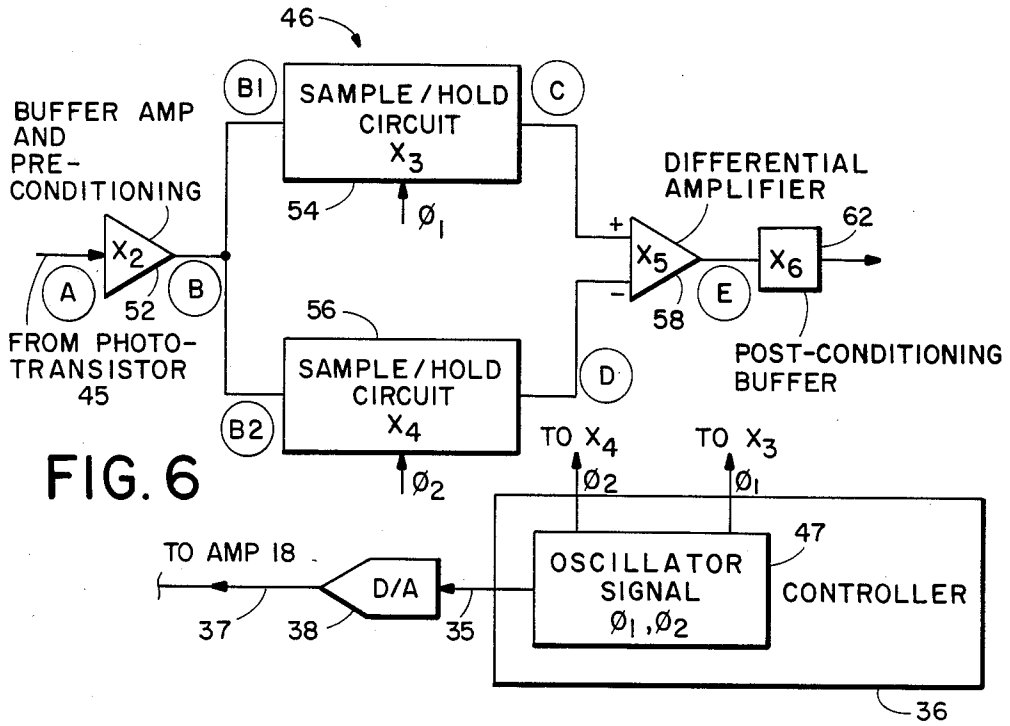 46
B1
SAMPLE/HOLD
CIRCUIT
X3
C
BUFFER AMP
AND
PRE-
CONDITIONING
54
Ø1
DIFFERENTIAL
AMPLIFIER
62
X2
+
X5
-
X6
A
52
B
58
E
FROM PHOTO-
TRANSISTOR
45
56
SAMPLE/HOLD
CIRCUIT
X4
D
POST-CONDITIONING
BUFFER
B2
Ø2
TO X4
Ø2
TO X3
Ø1
FIG. 6
47
TO AMP 18
D/A
OSCILLATOR
SIGNAL
Ø1, Ø2
CONTROLLER
37
38
35
36